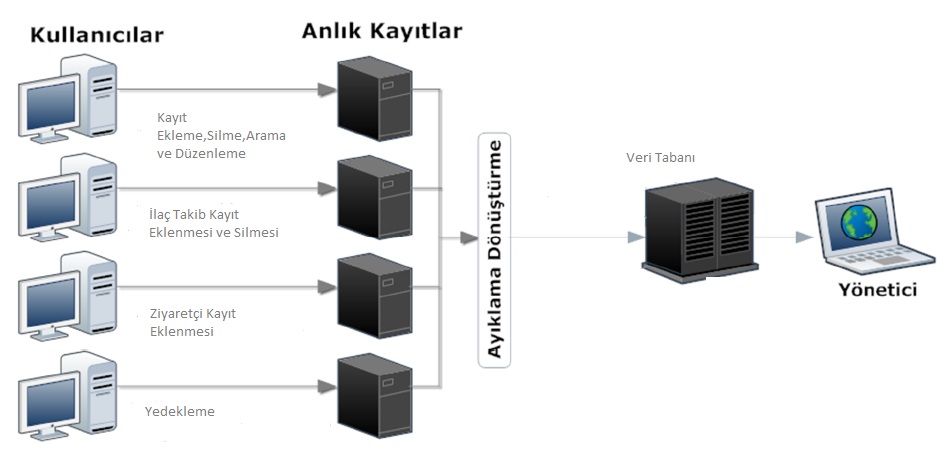 Kullanıcılar
Anlık Kayıtlar
Kayıt
Ekleme,Silme,Arama
ve Düzenleme
İlaç Takib Kayıt
Eklenmesi ve Silmesi
Ziyaretçi Kayıt
Eklenmesi
Yedekleme
Ayıklama Dönüştürme
Veri Tabanı
Yönetici